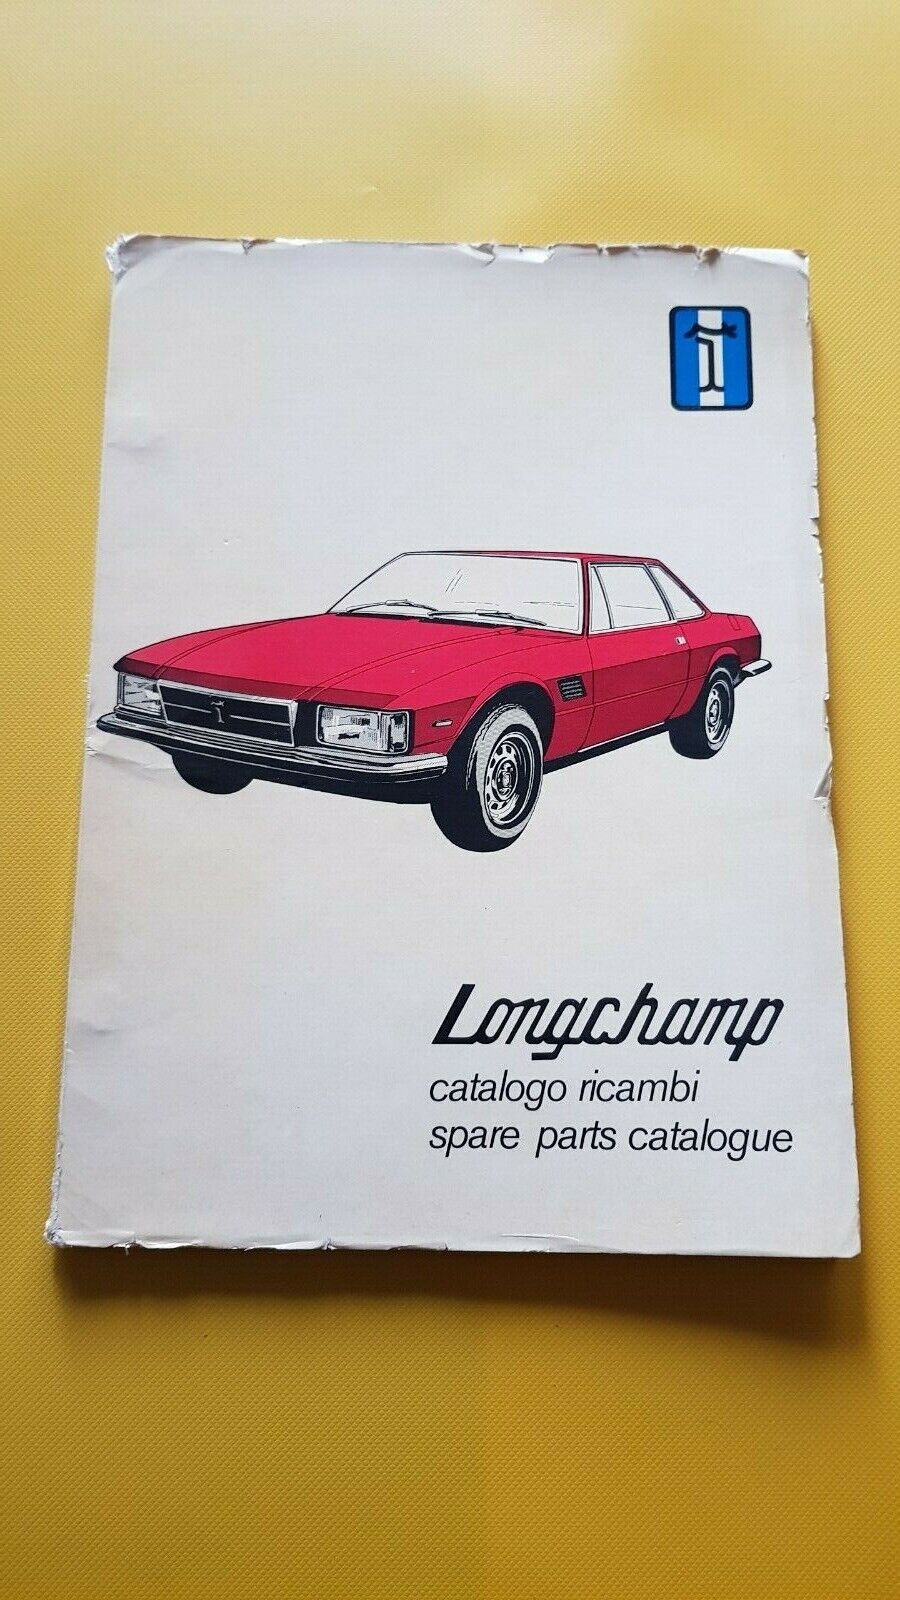 Longchamp
catalogo ricambi
spare parts catalogue